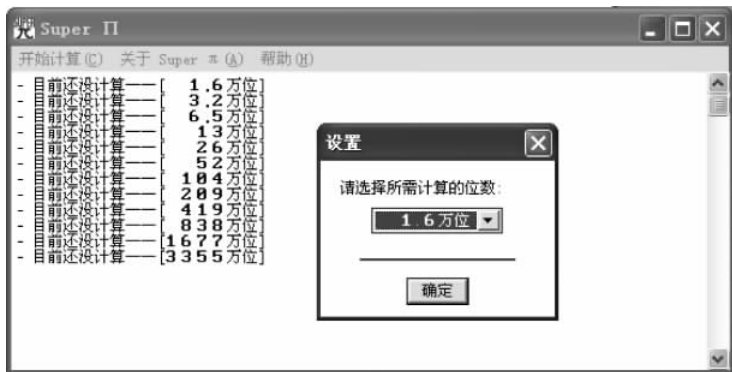 Super Π
开始计算(C) 关于 Super π(A) 帮助(H)
- 目前还没计算——[ 1.6万位]
- 目前还没计算——[ 3.2万位]
- 目前还没计算——[ 6.5万位]
- 目前还没计算——[ 13万位]
- 目前还没计算——[ 26万位]
- 目前还没计算——[ 52万位]
- 目前还没计算——[ 104万位]
- 目前还没计算——[ 209万位]
- 目前还没计算——[ 419万位]
- 目前还没计算——[ 838万位]
- 目前还没计算——[1677万位]
- 目前还没计算——[3355万位]
设置
请选择所需计算的位数:
1.6万位
确定